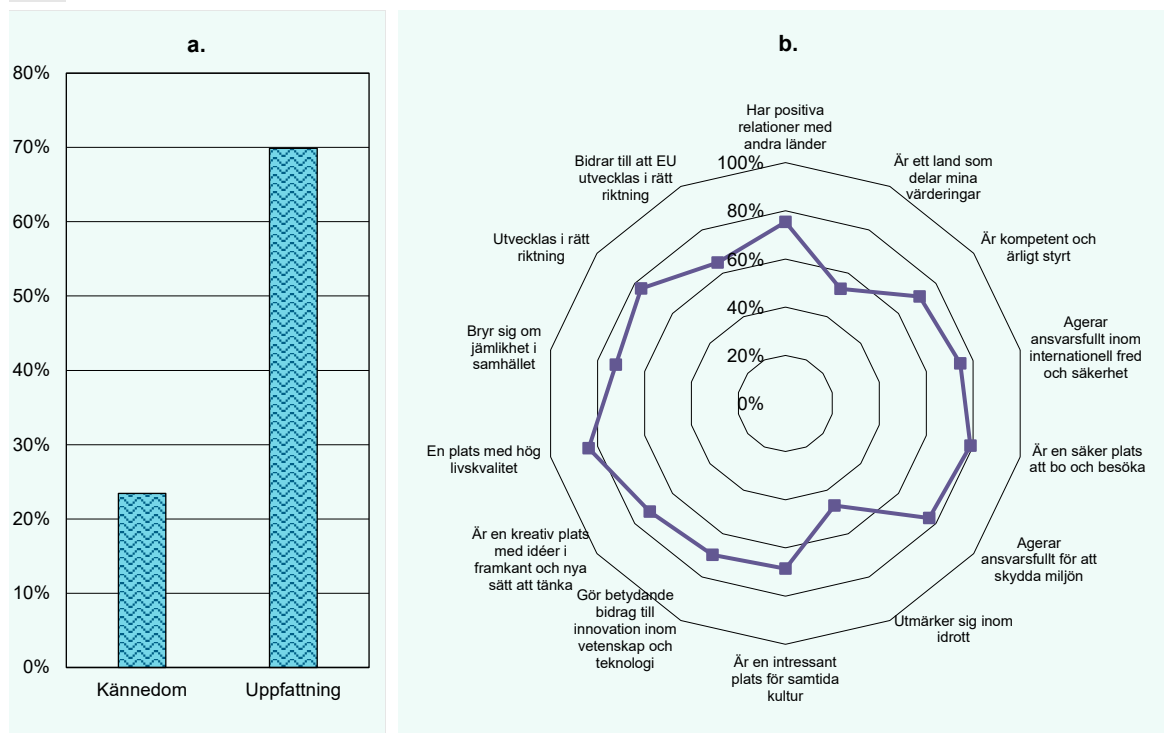 a.
80%
70%
60%
50%
40%
30%
20%
10%
0%
Kännedom
Uppfattning
b.
100%
80%
60%
40%
20%
0%
Har positiva
relationer med
andra länder
Är ett land som
delar mina
värderingar
Är kompetent och
ärligt styrt
Agerar
ansvarsfullt inom
internationell fred
och säkerhet
Är en säker plats
att bo och besöka
Agerar
ansvarsfullt för att
skydda miljön
Utmärker sig inom
idrott
Är en intressant
plats för samtida
kultur
Gör betydande
bidrag till
innovation inom
vetenskap och
teknologi
Är en kreativ plats
med idéer i
framkant och nya
sätt att tänka
En plats med hög
livskvalitet
Bryr sig om
jämlikhet i
samhället
Utvecklas i rätt
riktning
Bidrar till att EU
utvecklas i rätt
riktning